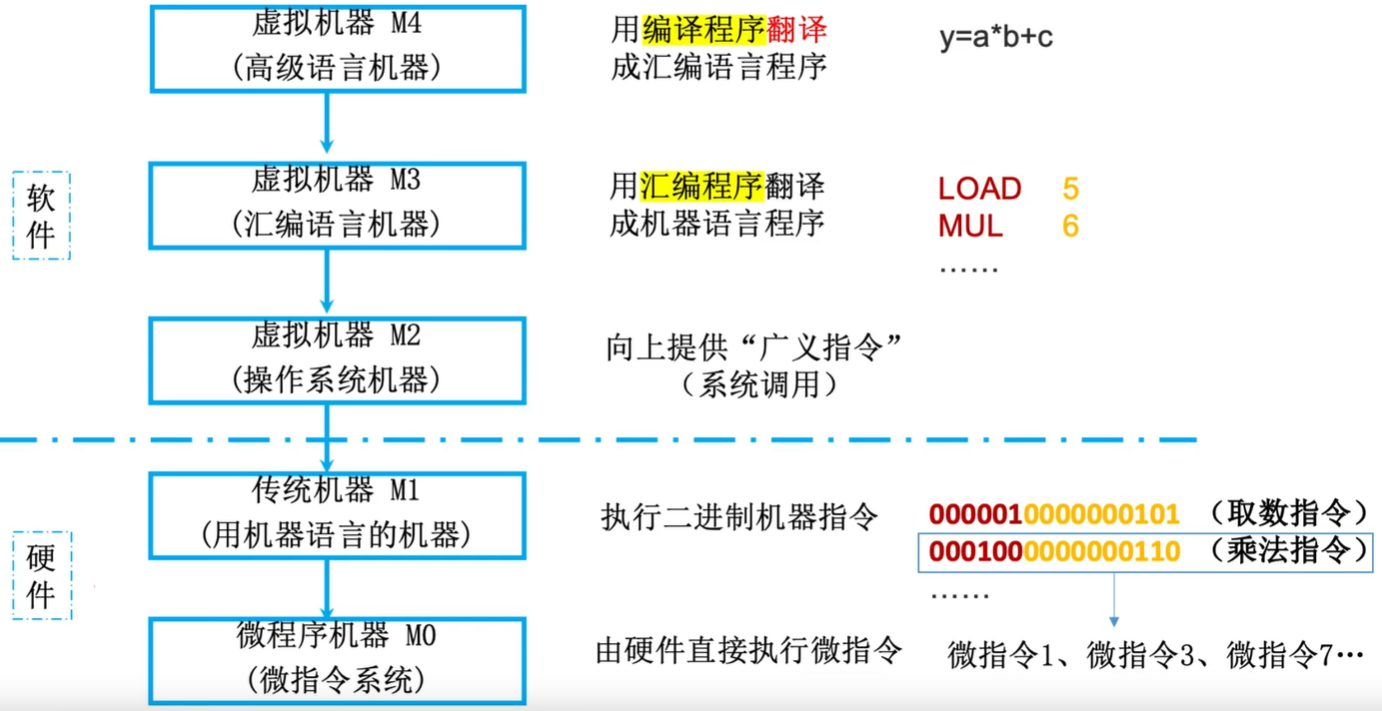 虚拟机器 M4
(高级语言机器)
用编译程序翻译
成汇编语言程序
y=a*b+c
软
件
虚拟机器 M3
(汇编语言机器)
用汇编程序翻译
成机器语言程序
LOAD 5
MUL 6
……
虚拟机器 M2
(操作系统机器)
向上提供“广义指令”
（系统调用）
硬
件
传统机器 M1
(用机器语言的机器)
执行二进制机器指令
0000010000000101 （取数指令）
0001000000000110 （乘法指令）
……
微程序机器 M0
(微指令系统)
由硬件直接执行微指令
微指令1、微指令3、微指令7…